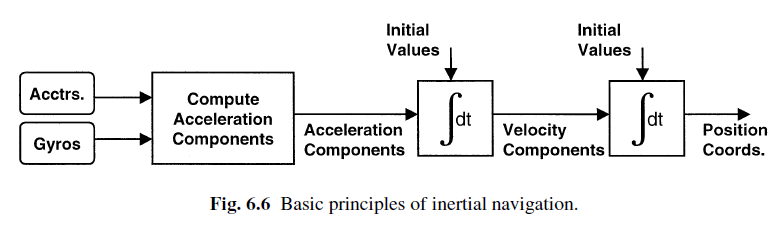 Initial
Values
Initial
Values
Acctrs.
Gyros
Compute
Acceleration
Components
∫dt
∫dt
Acceleration
Components
Velocity
Components
Position
Coords.
Fig. 6.6 Basic principles of inertial navigation.